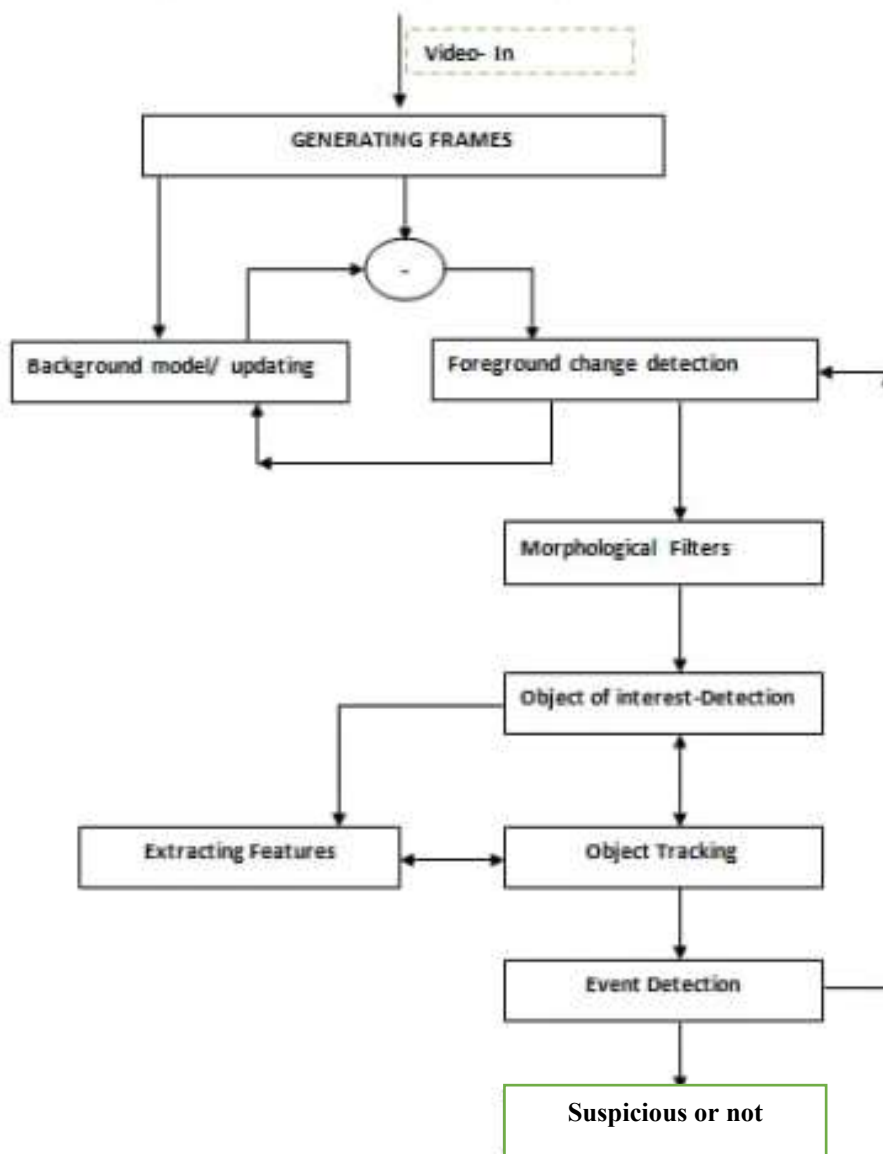 Video- In
GENERATING FRAMES
-
Background model/ updating
Foreground change detection
Morphological Filters
Object of interest-Detection
Extracting Features
Object Tracking
Event Detection
Suspicious or not